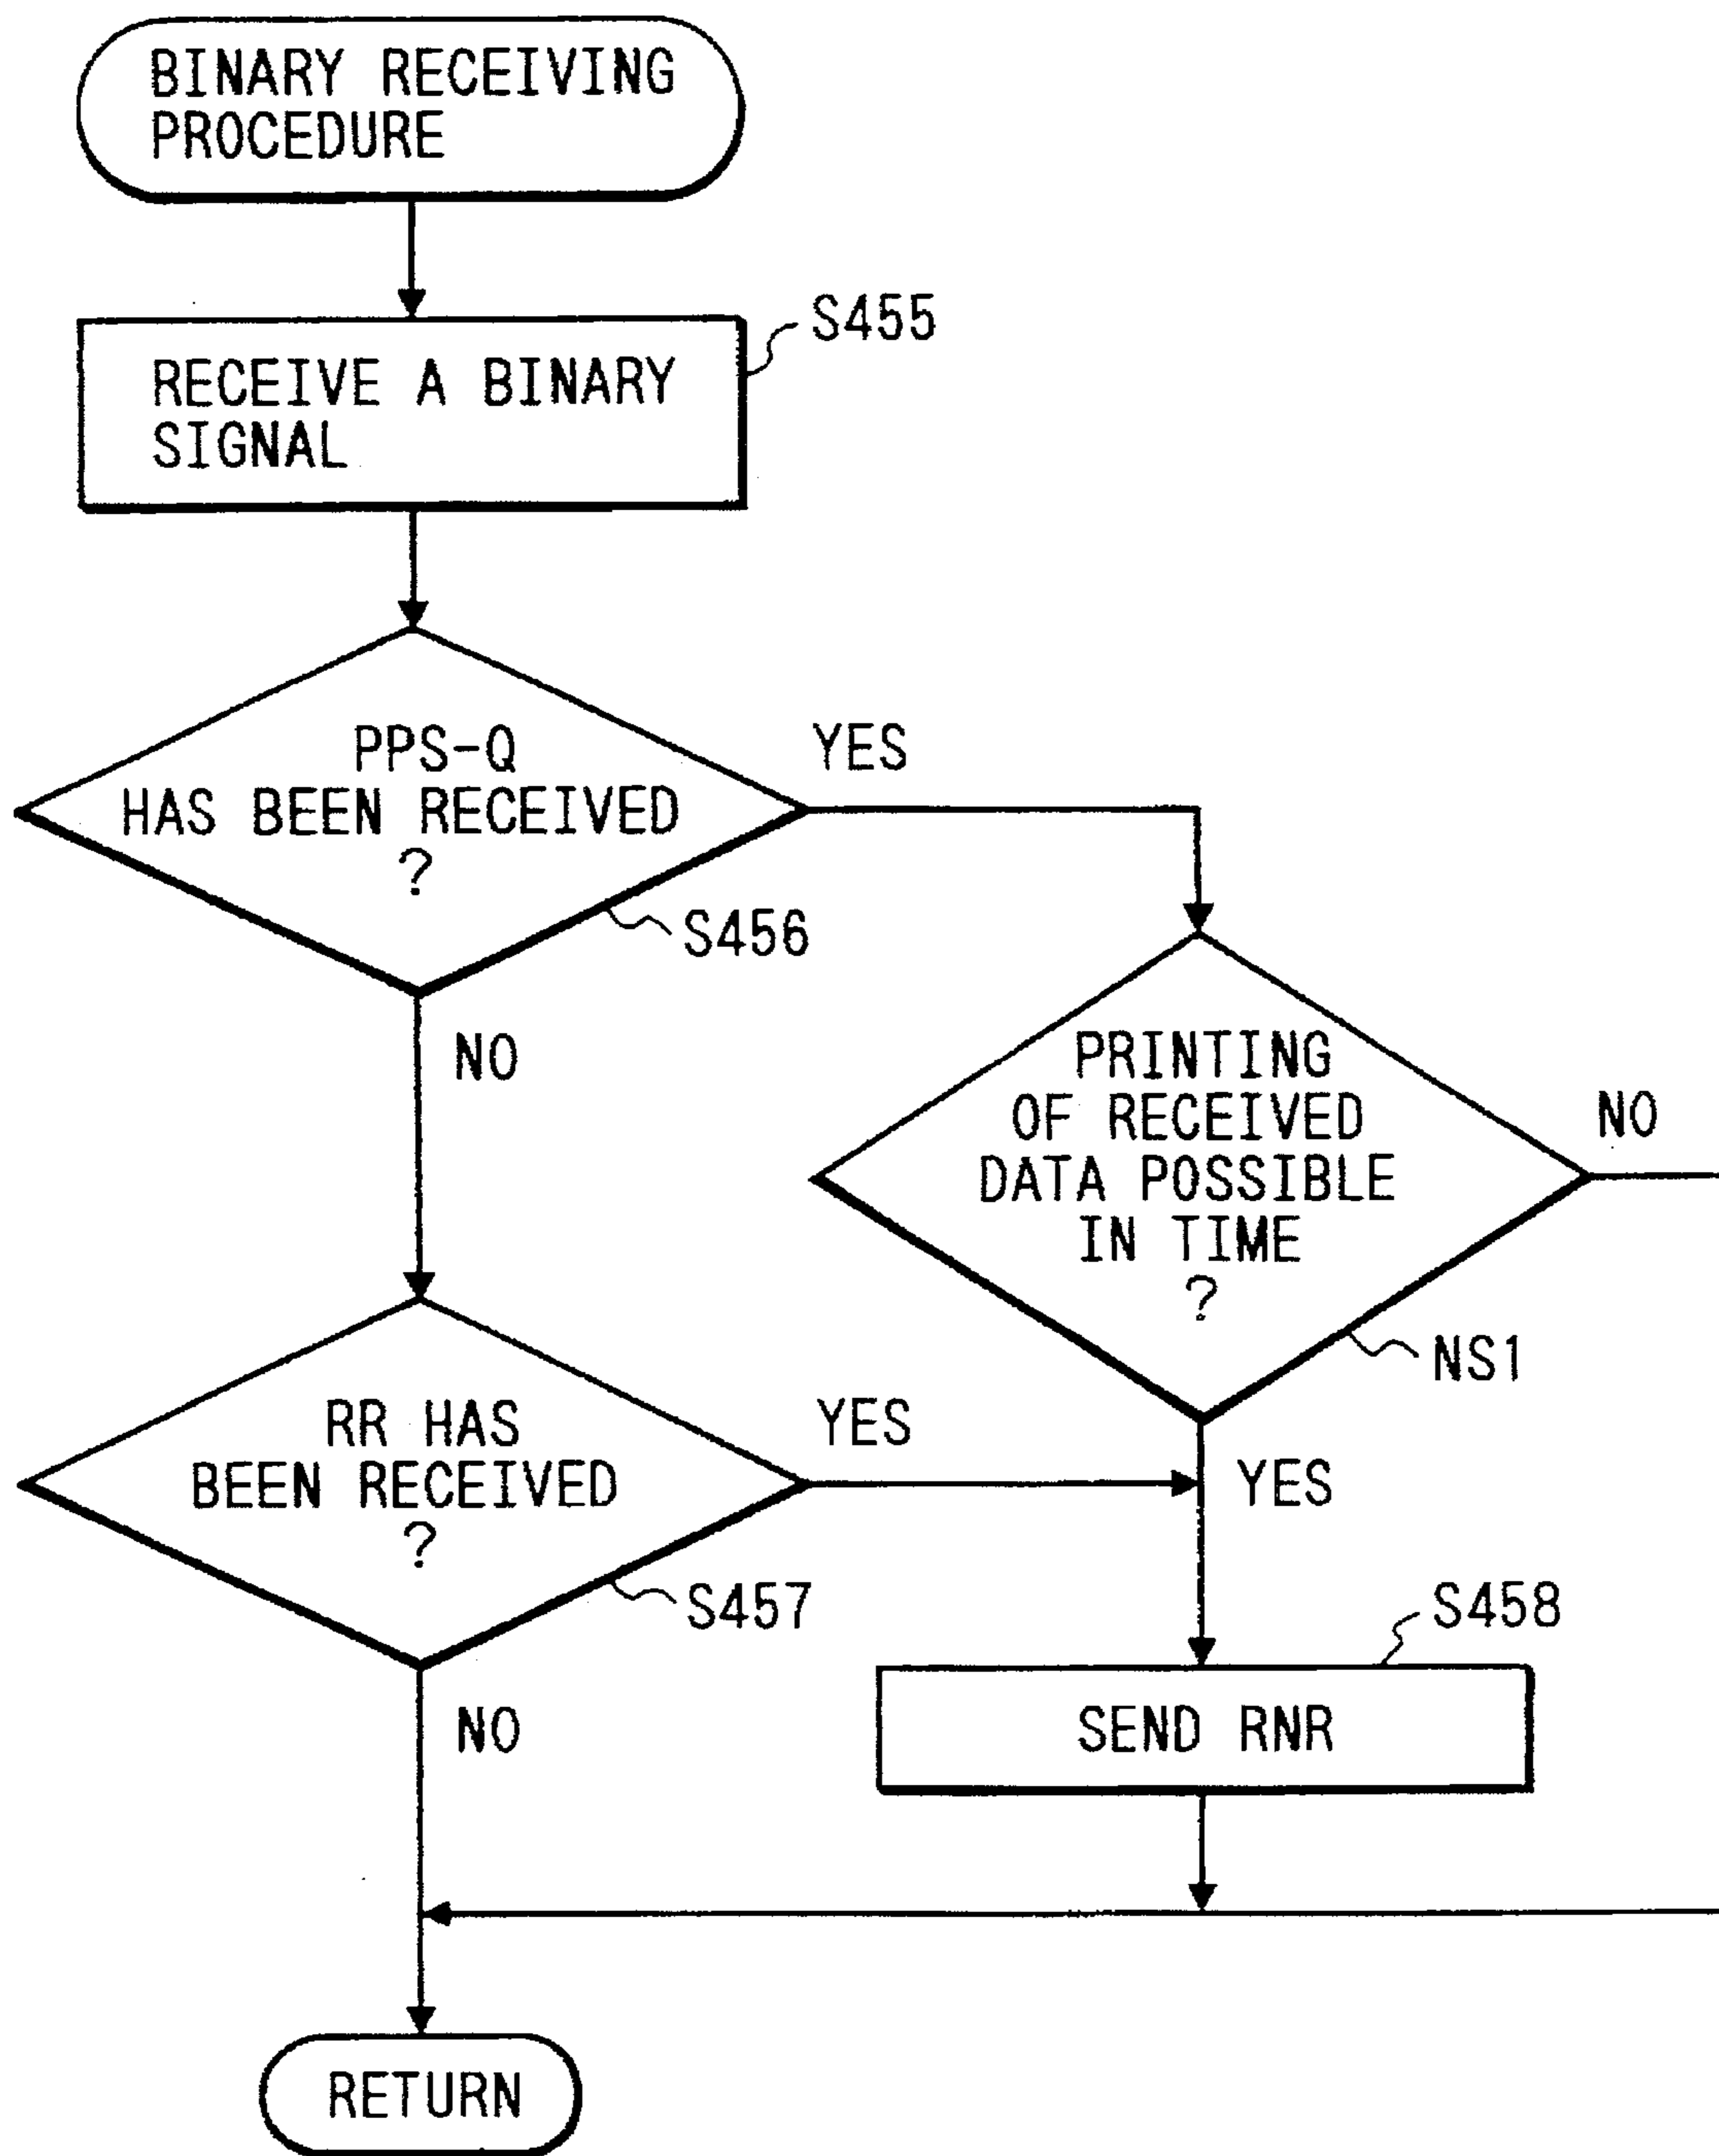 BINARY RECEIVING
PROCEDURE
S455
RECEIVE A BINARY
SIGNAL
PPS-Q
HAS BEEN RECEIVED
?
YES
S456
NO
PRINTING
OF RECEIVED
DATA POSSIBLE
IN TIME
?
NO
NS1
YES
RR HAS
BEEN RECEIVED
?
YES
S457
NO
S458
SEND RNR
RETURN